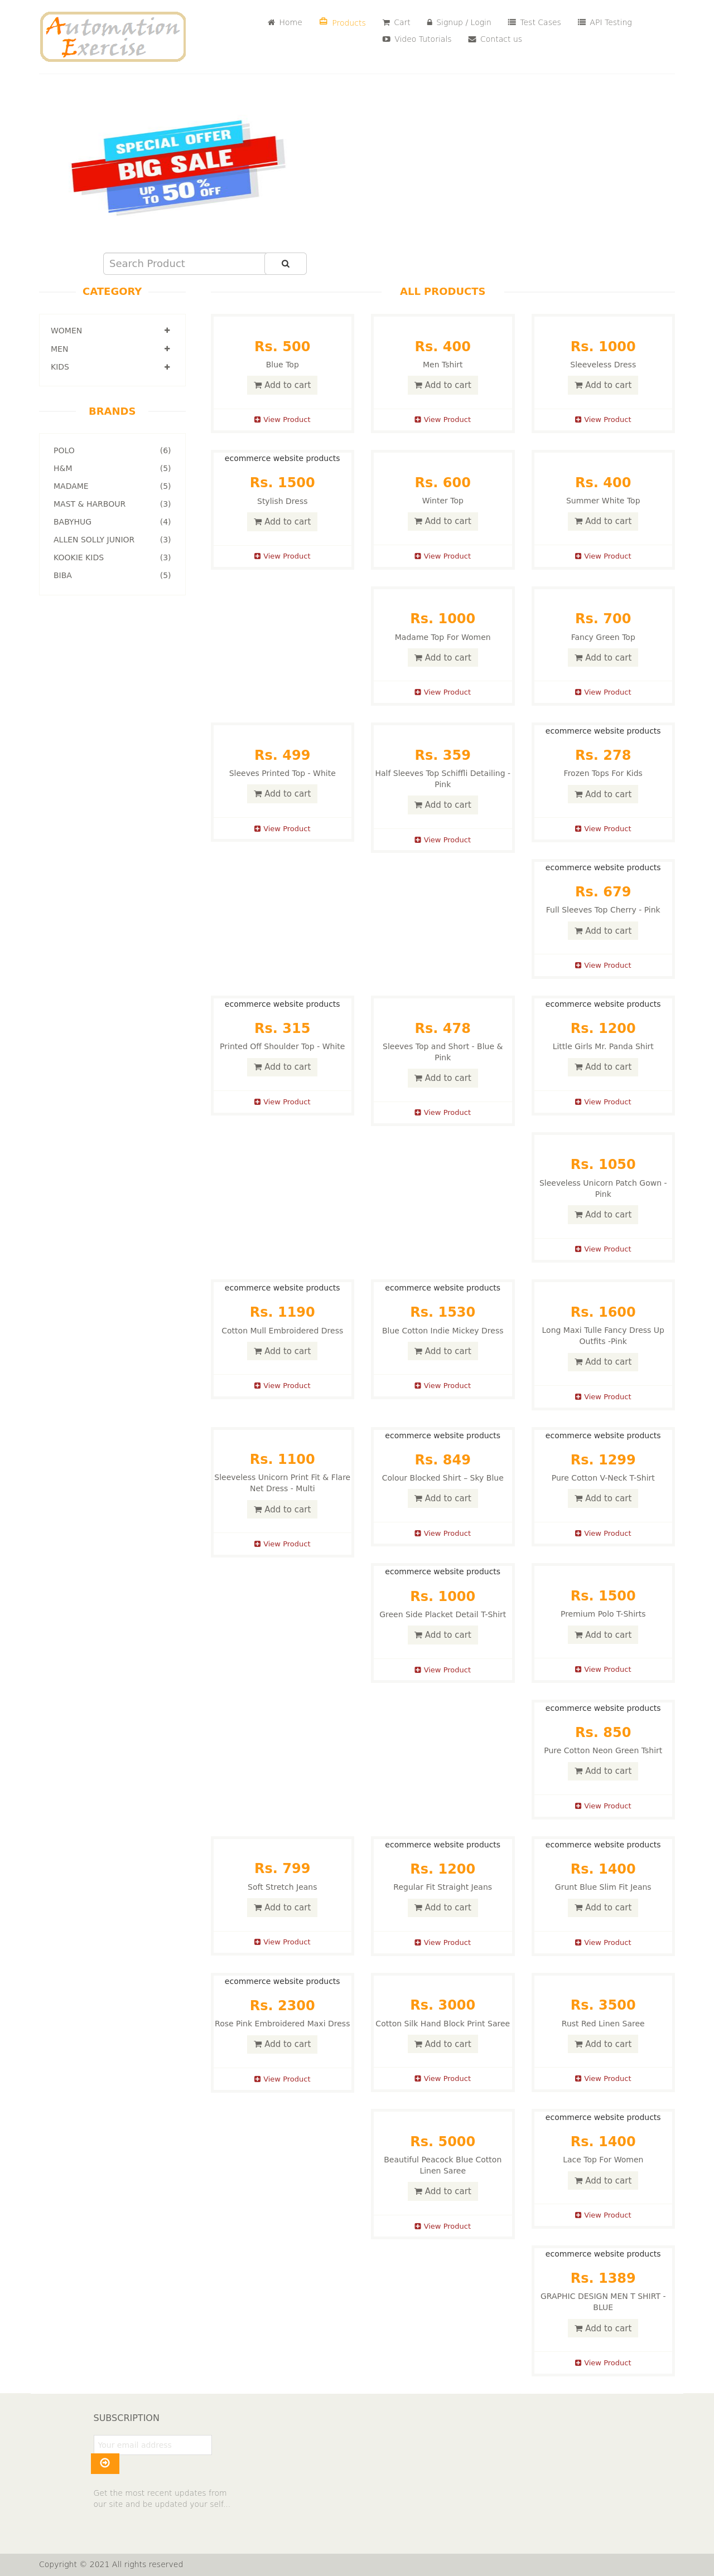 Automation
Exercise
Home
Products
Cart
Signup / Login
Test Cases
API Testing
Video Tutorials
Contact us
SPECIAL OFFER
BIG SALE
UP TO 50% OFF
Search Product
CATEGORY
WOMEN
MEN
KIDS
BRANDS
POLO (6)
H&M (5)
MADAME (5)
MAST & HARBOUR (3)
BABYHUG (4)
ALLEN SOLLY JUNIOR (3)
KOOKIE KIDS (3)
BIBA (5)
ALL PRODUCTS
Rs. 500
Blue Top
Add to cart
View Product
Rs. 400
Men Tshirt
Add to cart
View Product
Rs. 1000
Sleeveless Dress
Add to cart
View Product
ecommerce website products
Rs. 1500
Stylish Dress
Add to cart
View Product
Rs. 600
Winter Top
Add to cart
View Product
Rs. 400
Summer White Top
Add to cart
View Product
Rs. 1000
Madame Top For Women
Add to cart
View Product
Rs. 700
Fancy Green Top
Add to cart
View Product
Rs. 499
Sleeves Printed Top - White
Add to cart
View Product
Rs. 359
Half Sleeves Top Schiffli Detailing -
Pink
Add to cart
View Product
ecommerce website products
Rs. 278
Frozen Tops For Kids
Add to cart
View Product
ecommerce website products
Rs. 679
Full Sleeves Top Cherry - Pink
Add to cart
View Product
ecommerce website products
Rs. 315
Printed Off Shoulder Top - White
Add to cart
View Product
Rs. 478
Sleeves Top and Short - Blue &
Pink
Add to cart
View Product
ecommerce website products
Rs. 1200
Little Girls Mr. Panda Shirt
Add to cart
View Product
Rs. 1050
Sleeveless Unicorn Patch Gown -
Pink
Add to cart
View Product
ecommerce website products
Rs. 1190
Cotton Mull Embroidered Dress
Add to cart
View Product
ecommerce website products
Rs. 1530
Blue Cotton Indie Mickey Dress
Add to cart
View Product
Rs. 1600
Long Maxi Tulle Fancy Dress Up
Outfits -Pink
Add to cart
View Product
Rs. 1100
Sleeveless Unicorn Print Fit & Flare
Net Dress - Multi
Add to cart
View Product
ecommerce website products
Rs. 849
Colour Blocked Shirt – Sky Blue
Add to cart
View Product
ecommerce website products
Rs. 1299
Pure Cotton V-Neck T-Shirt
Add to cart
View Product
ecommerce website products
Rs. 1000
Green Side Placket Detail T-Shirt
Add to cart
View Product
Rs. 1500
Premium Polo T-Shirts
Add to cart
View Product
ecommerce website products
Rs. 850
Pure Cotton Neon Green Tshirt
Add to cart
View Product
Rs. 799
Soft Stretch Jeans
Add to cart
View Product
ecommerce website products
Rs. 1200
Regular Fit Straight Jeans
Add to cart
View Product
ecommerce website products
Rs. 1400
Grunt Blue Slim Fit Jeans
Add to cart
View Product
ecommerce website products
Rs. 2300
Rose Pink Embroidered Maxi Dress
Add to cart
View Product
Rs. 3000
Cotton Silk Hand Block Print Saree
Add to cart
View Product
Rs. 3500
Rust Red Linen Saree
Add to cart
View Product
Rs. 5000
Beautiful Peacock Blue Cotton
Linen Saree
Add to cart
View Product
ecommerce website products
Rs. 1400
Lace Top For Women
Add to cart
View Product
ecommerce website products
Rs. 1389
GRAPHIC DESIGN MEN T SHIRT -
BLUE
Add to cart
View Product
SUBSCRIPTION
Your email address
Get the most recent updates from
our site and be updated your self...
Copyright © 2021 All rights reserved